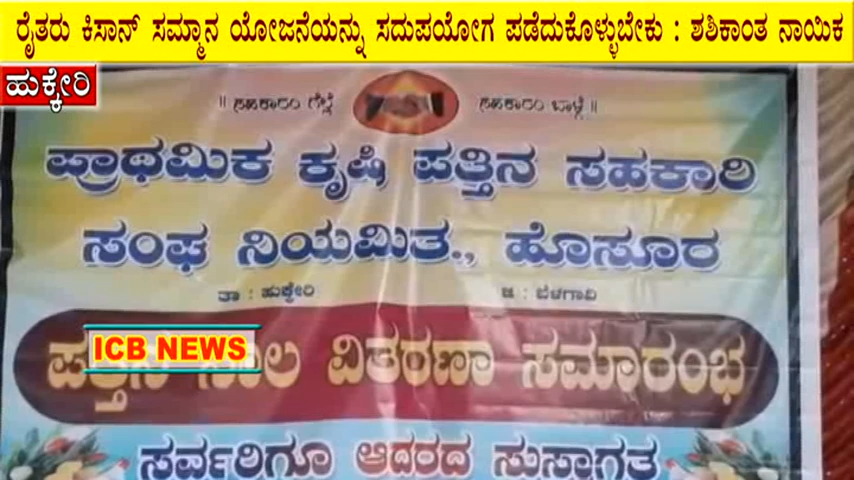 ರೈತರು ಕಿಸಾನ್ ಸಮ್ಮಾನ ಯೋಜನೆಯನ್ನು ಸದುಪಯೋಗ ಪಡೆದುಕೊಳ್ಳಬೇಕು : ಶಶಿಕಾಂತ ನಾಯಿಕ
ಹುಕ್ಕೇರಿ
॥ ಸಹಕಾರಂ ಗೆಲ್ಗೆ ಸಹಕಾರಂ ಬಾಳ್ಗೆ ॥
ಪ್ರಾಥಮಿಕ ಕೃಷಿ ಪತ್ತಿನ ಸಹಕಾರಿ
ಸಂಘ ನಿಯಮಿತ., ಹೊಸೂರ
ತಾ : ಹುಕ್ಕೇರಿ ಜಿ : ಬೆಳಗಾವಿ
ICB NEWS
ಪತ್ತಿನ ಸಾಲ ವಿತರಣಾ ಸಮಾರಂಭ
ಸರ್ವರಿಗೂ ಆದರದ ಸುಸ್ವಾಗತ